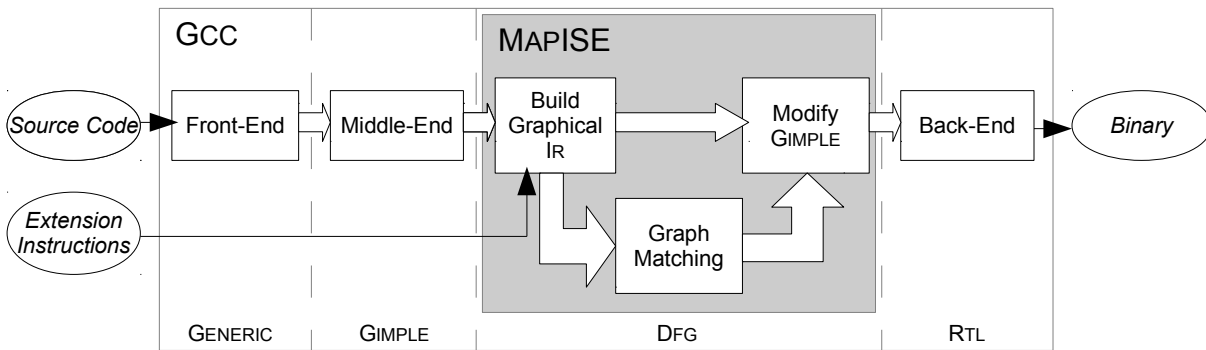 GCC
MAPISE
Source Code
Front-End
Middle-End
Build
Graphical
IR
Modify
GIMPLE
Back-End
Binary
Extension
Instructions
Graph
Matching
GENERIC
GIMPLE
DFG
RTL